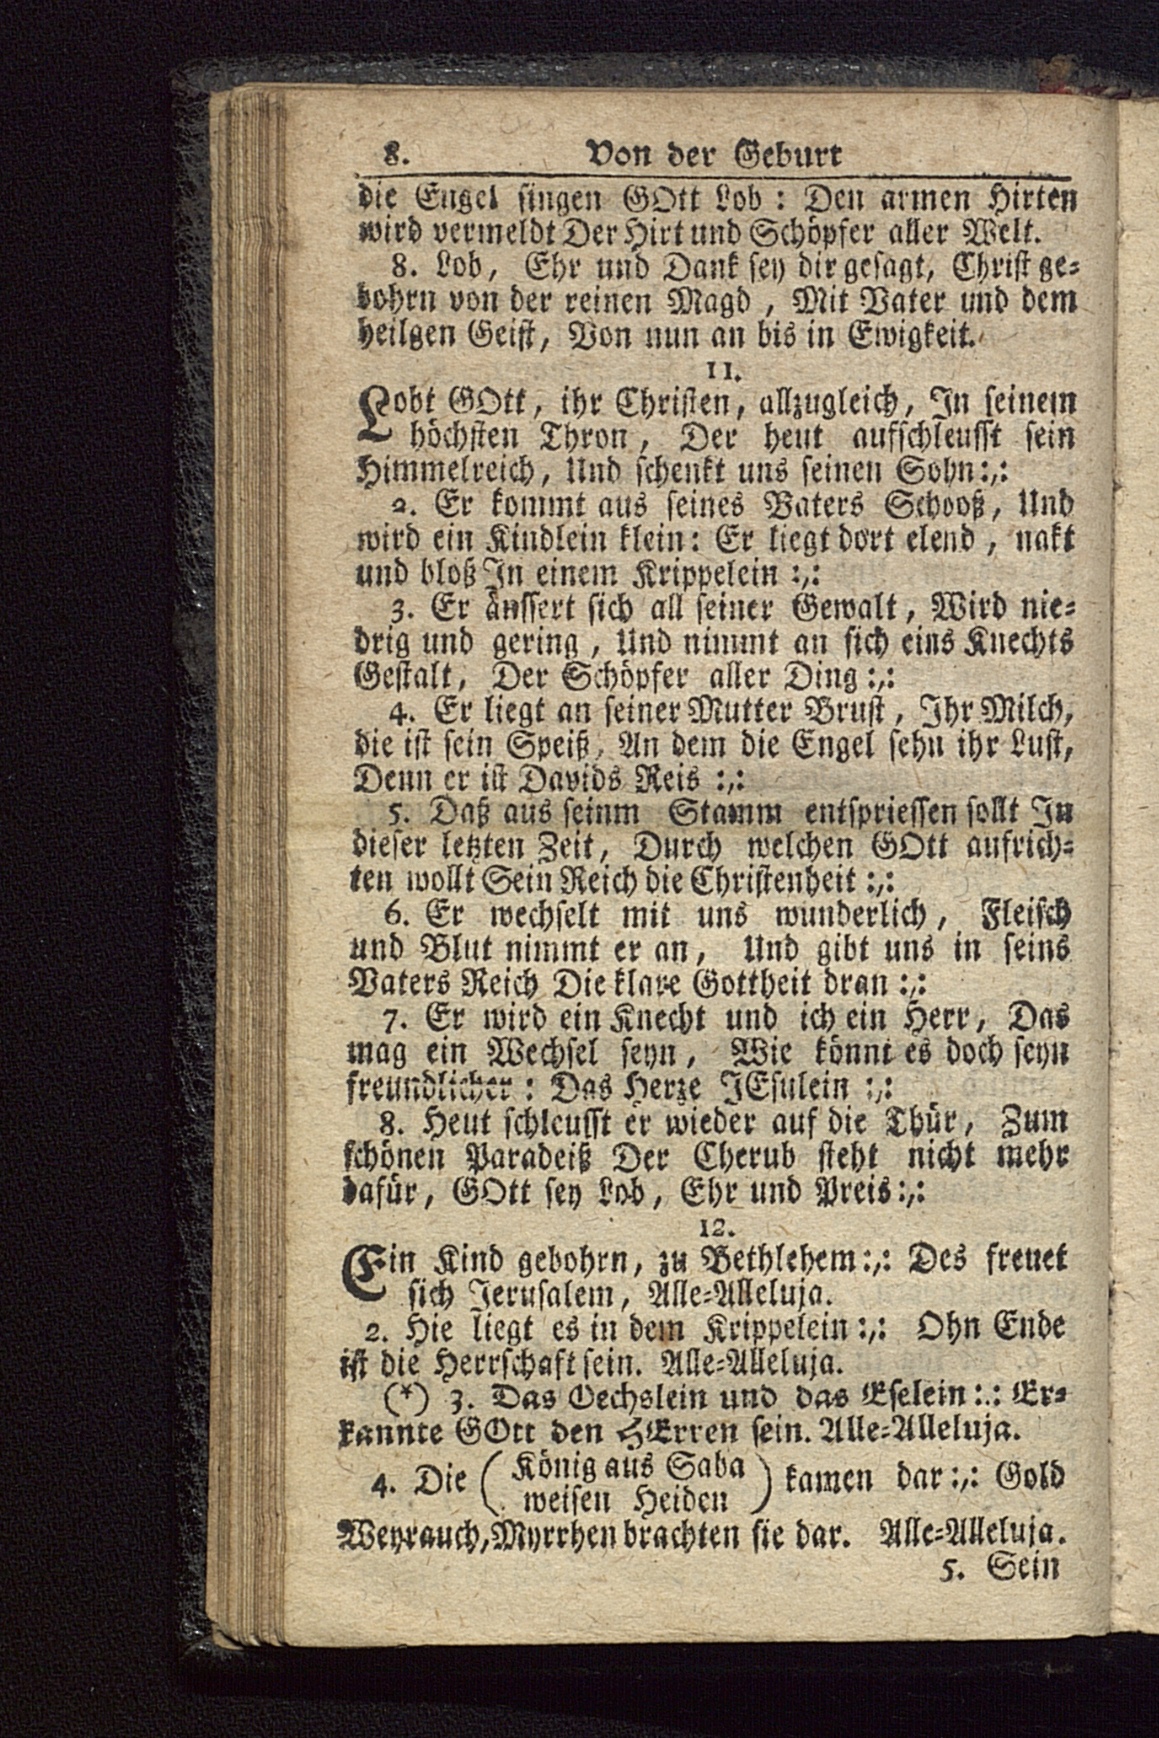 8. Von der Geburt
die Engel singen GOtt Lob : Den armen Hirten
wird vermeldt Der Hirt und Schöpfer aller Welt.
8. Lob, Ehr und Dank sey dir gesagt, Christ ge-
bohrn von der reinen Magd, Mit Vater und dem
heilgen Geist, Von nun an bis in Ewigkeit.
11.
Lobt GOtt, ihr Christen, allzugleich, In seinem
höchsten Thron, Der heut aufschleusst sein
Himmelreich, Und schenkt uns seinen Sohn:,:
2. Er kommt aus seines Vaters Schooß, Und
wird ein Kindlein klein: Er liegt dort elend, nakt
und bloß In einem Krippelein :,:
3. Er äussert sich all seiner Gewalt, Wird nie-
drig und gering, Und nimmt an sich eins Knechts
Gestalt, Der Schöpfer aller Ding:,:
4. Er liegt an seiner Mutter Brust, Ihr Milch,
die ist sein Speiß, An dem die Engel sehn ihr Lust,
Denn er ist Davids Reis :,:
5. Daß aus seinm Stamm entspriessen sollt In
dieser letzten Zeit, Durch welchen GOtt aufrich-
ten wollt Sein Reich die Christenheit:,:
6. Er wechselt mit uns wunderlich, Fleisch
und Blut nimmt er an, Und gibt uns in seins
Vaters Reich Die klare Gottheit dran:,:
7. Er wird ein Knecht und ich ein Herr, Das
mag ein Wechsel seyn, Wie könnt es doch seyn
freundlicher: Das Herze JEsulein :,:
8. Heut schleusst er wieder auf die Thür, Zum
schönen Paradeiß Der Cherub steht nicht mehr
dafür, GOtt sey Lob, Ehr und Preis:,:
12.
Ein Kind gebohrn, zu Bethlehem:,: Des freuet
sich Jerusalem, Alle-Alleluja.
2. Hie liegt es in dem Krippelein:,: Ohn Ende
ist die Herrschaft sein. Alle-Alleluja.
(*) 3. Das Oechslein und das Eselein:,: Er-
kannte GOtt den HErren sein. Alle-Alleluja.
4. Die ( König aus Saba ) kamen dar:,: Gold
weisen Heiden
Weyrauch, Myrrhen brachten sie dar. Alle-Alleluja.
5. Sein